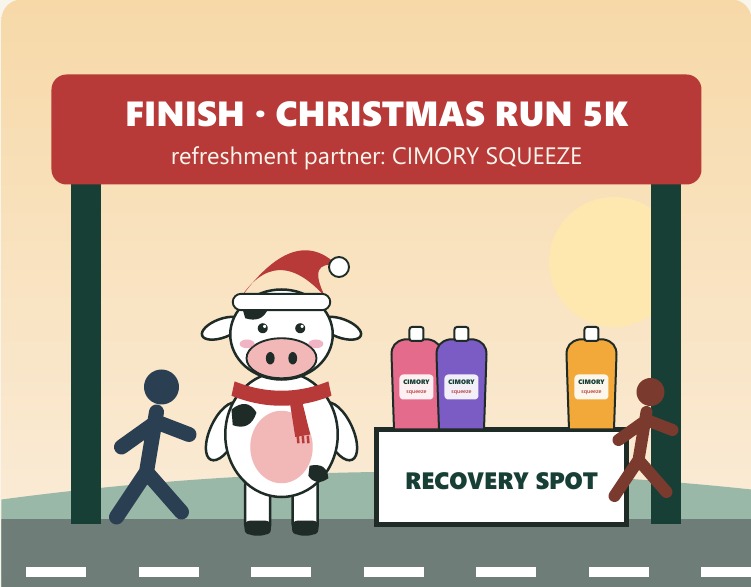 FINISH · CHRISTMAS RUN 5K
refreshment partner: CIMORY SQUEEZE
CIMORY
squeeze
CIMORY
squeeze
CIMORY
squeeze
RECOVERY SPOT